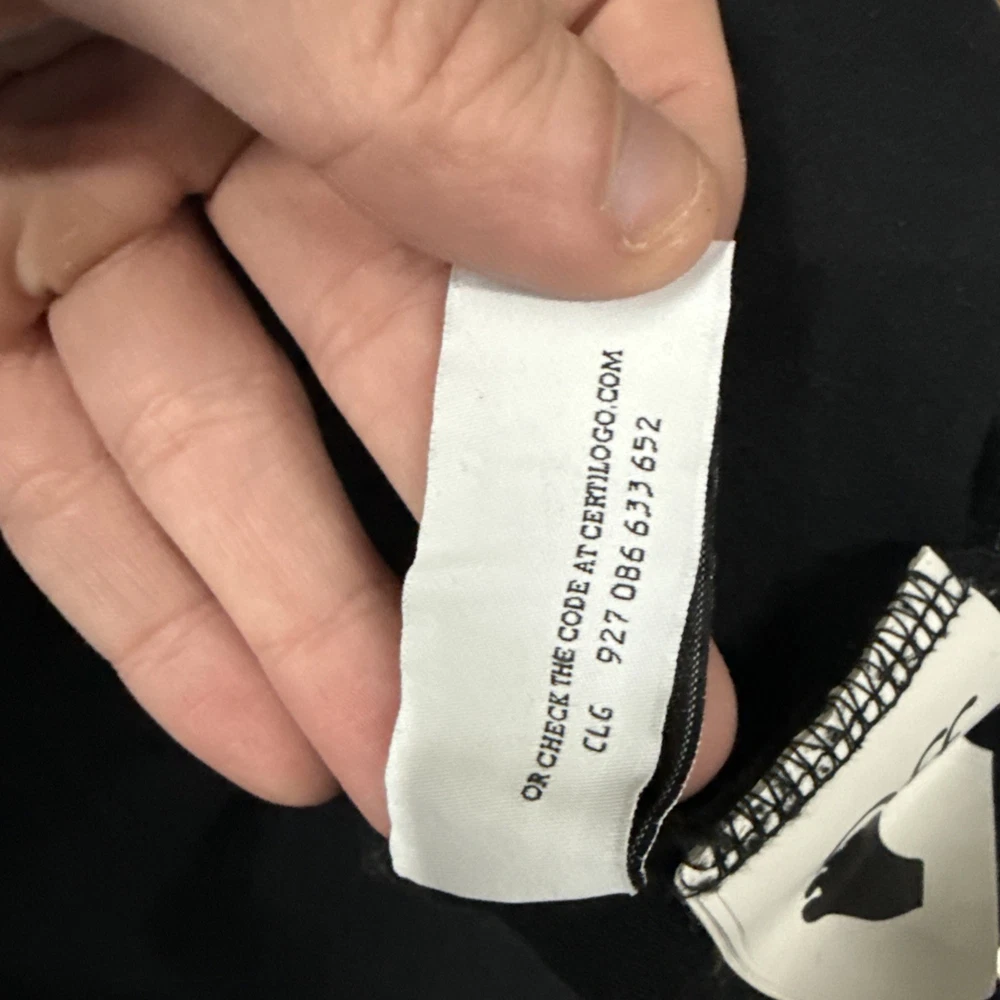 OR CHECK THE CODE AT CERTILOGO.COM
CLG 927 086 633 652